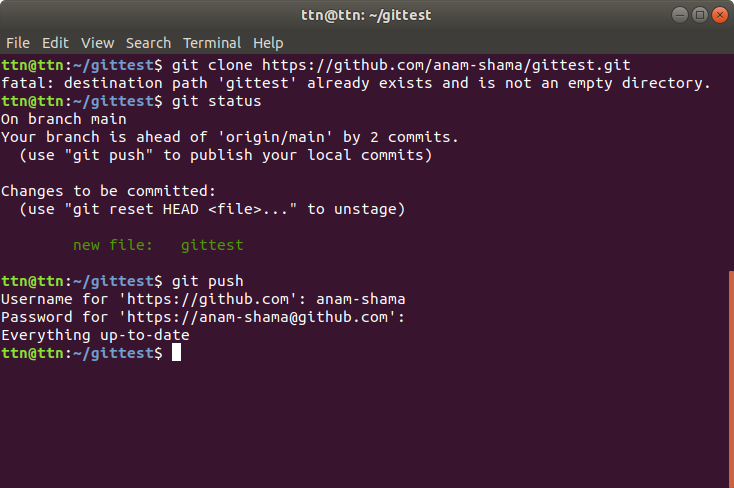 ttn@ttn: ~/gittest
File Edit View Search Terminal Help
ttn@ttn:~/gittest$ git clone https://github.com/anam-shama/gittest.git
fatal: destination path 'gittest' already exists and is not an empty directory.
ttn@ttn:~/gittest$ git status
On branch main
Your branch is ahead of 'origin/main' by 2 commits.
  (use "git push" to publish your local commits)
Changes to be committed:
  (use "git reset HEAD <file>..." to unstage)
        new file:   gittest
ttn@ttn:~/gittest$ git push
Username for 'https://github.com': anam-shama
Password for 'https://anam-shama@github.com':
Everything up-to-date
ttn@ttn:~/gittest$